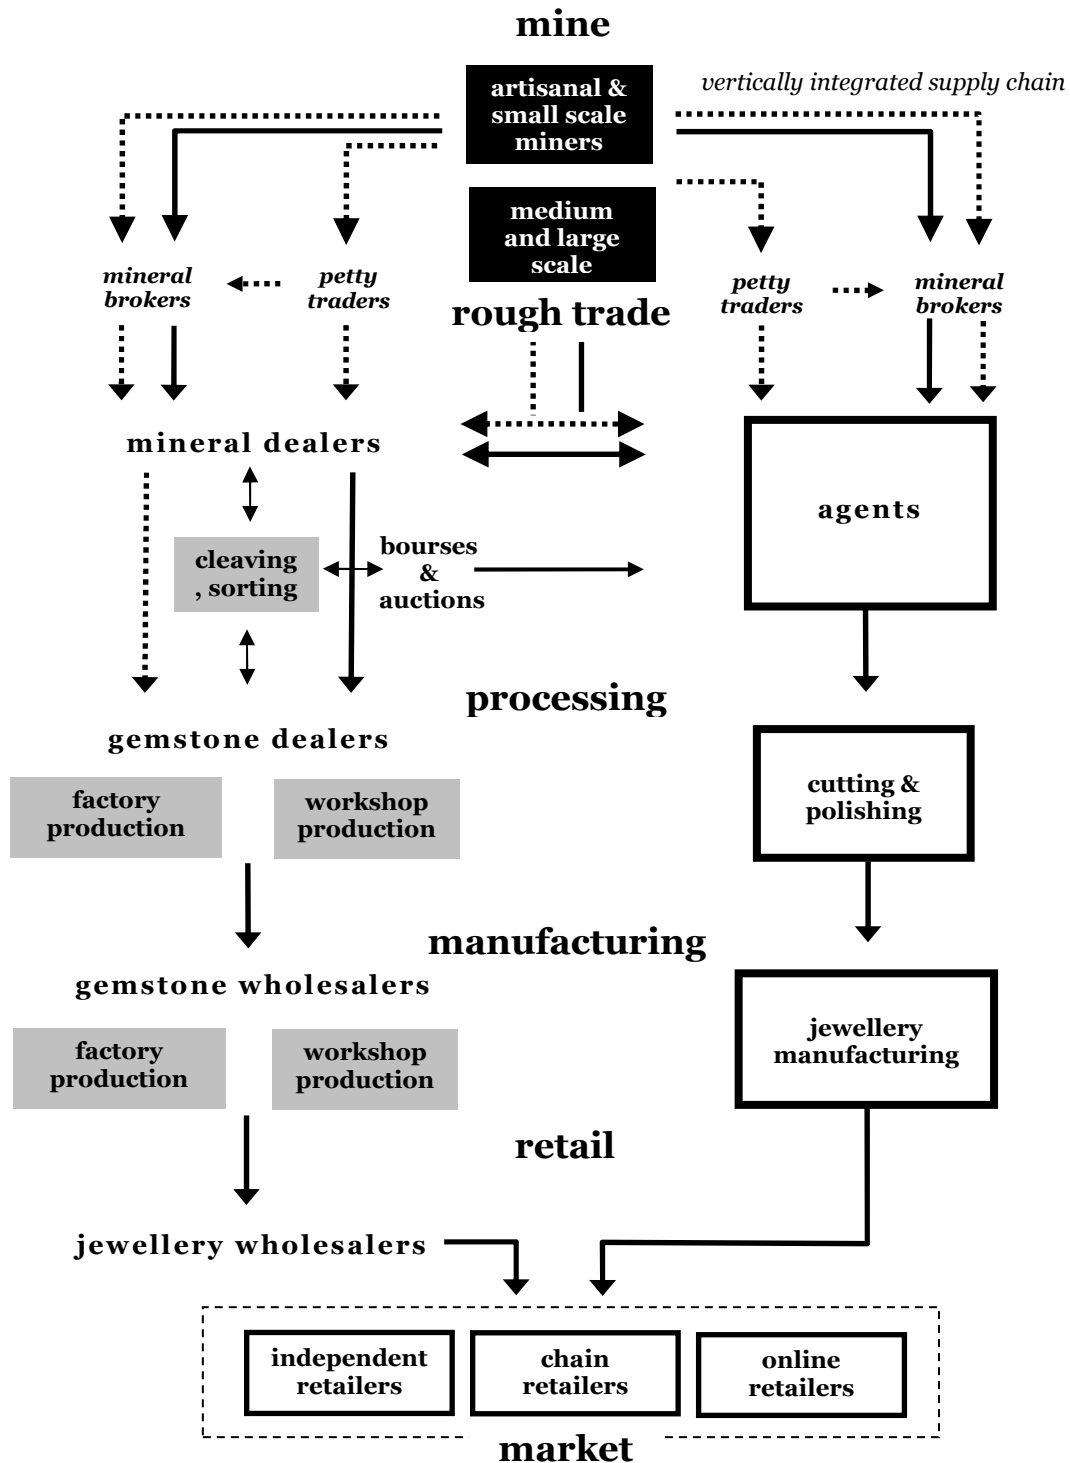 mine
artisanal &
small scale
miners
vertically integrated supply chain
medium
and large
scale
mineral
brokers
petty
traders
rough trade
petty
traders
mineral
brokers
mineral dealers
agents
cleaving
, sorting
bourses
&
auctions
processing
gemstone dealers
factory
production
workshop
production
cutting &
polishing
manufacturing
gemstone wholesalers
factory
production
workshop
production
jewellery
manufacturing
retail
jewellery wholesalers
independent
retailers
chain
retailers
online
retailers
market